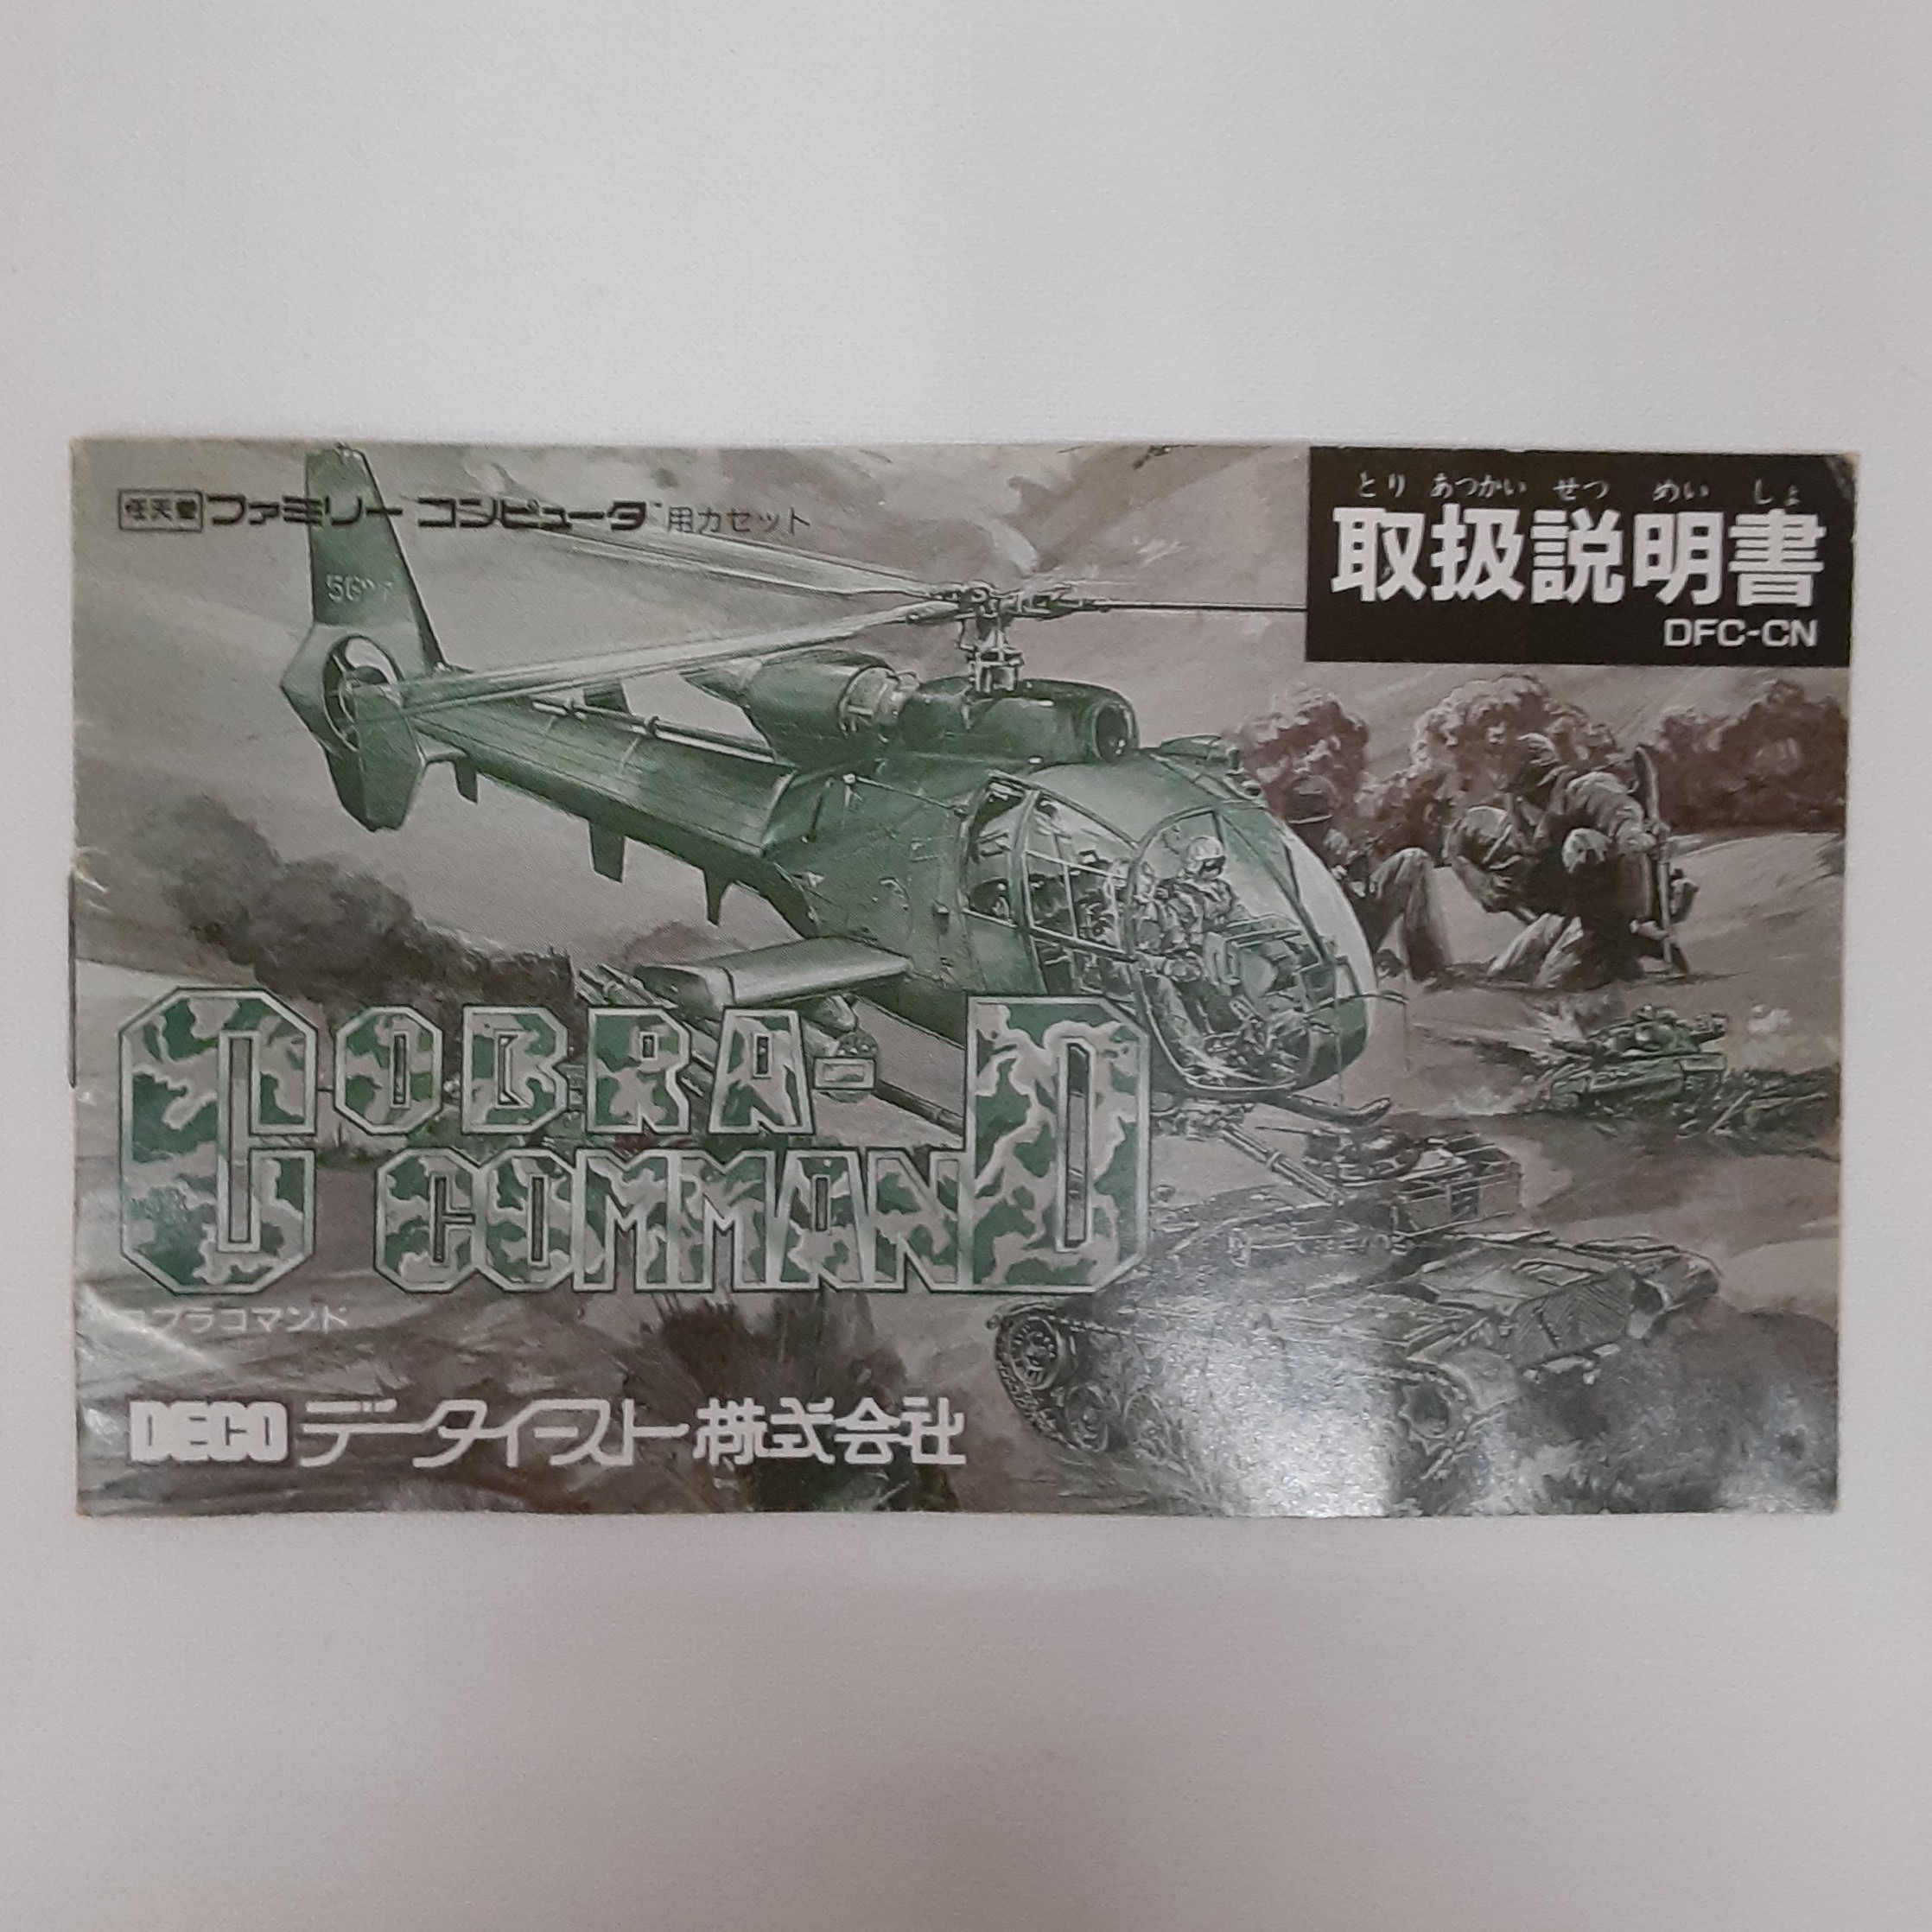 任天堂 ファミリー コンピュータ™用カセット
とり あつかい せつ めい しょ
取扱説明書
DFC-CN
COBRA-
COMMAND
コブラコマンド
DECO データイースト株式会社